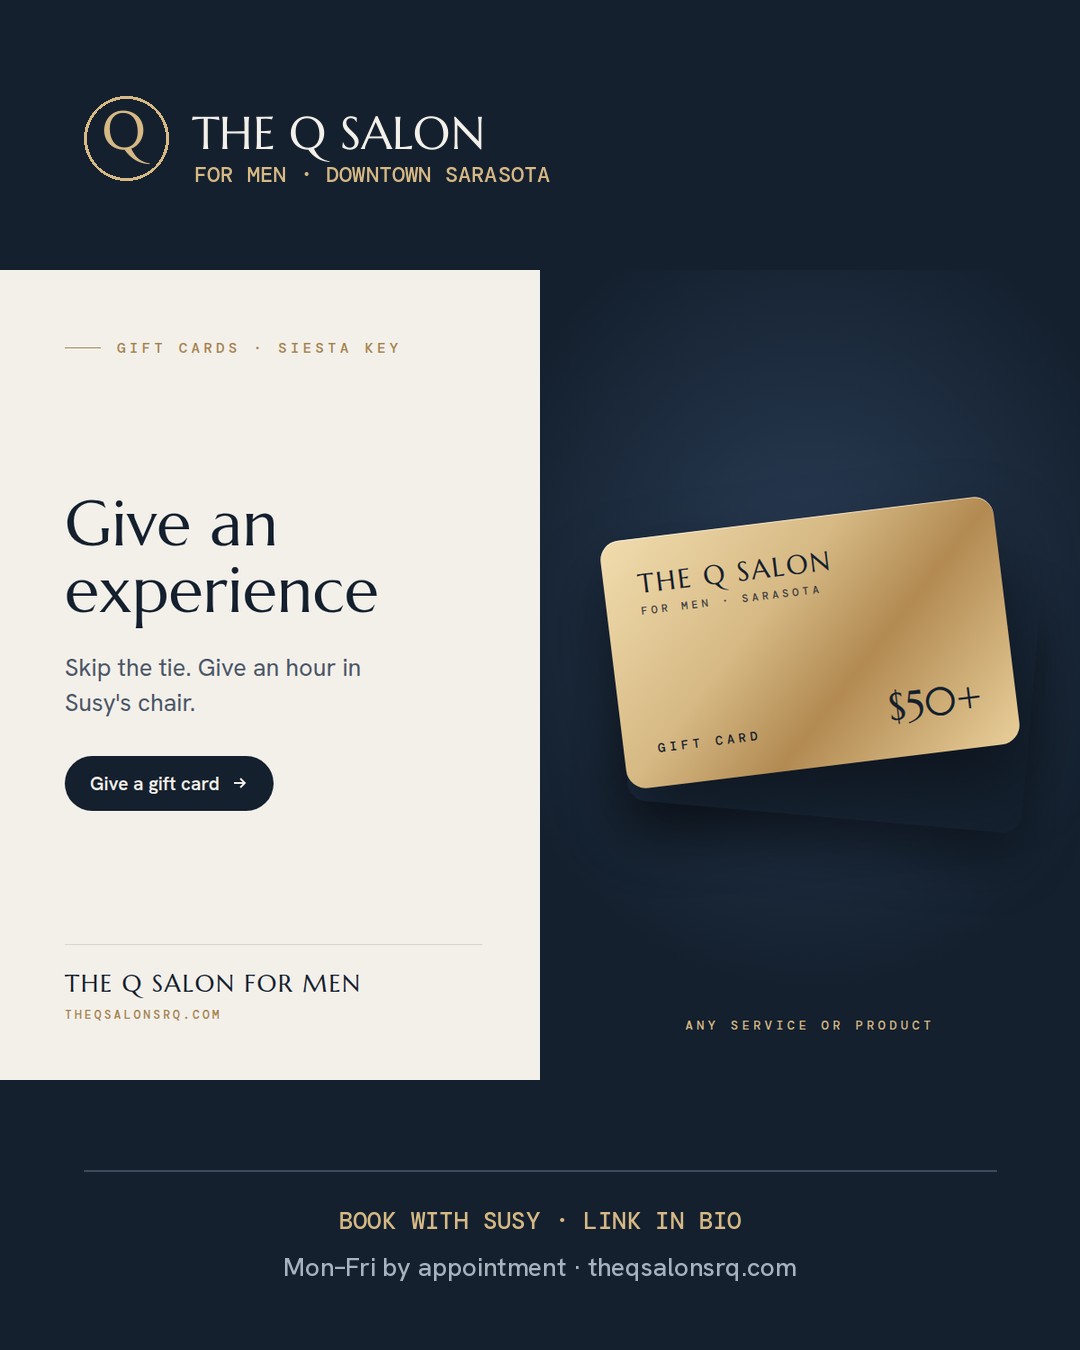 Q
THE Q SALON
FOR MEN · DOWNTOWN SARASOTA
GIFT CARDS · SIESTA KEY
Give an
experience
Skip the tie. Give an hour in
Susy's chair.
Give a gift card →
THE Q SALON FOR MEN
THEQSALONSRQ.COM
THE Q SALON
FOR MEN · SARASOTA
GIFT CARD
$50+
ANY SERVICE OR PRODUCT
BOOK WITH SUSY · LINK IN BIO
Mon–Fri by appointment · theqsalonsrq.com